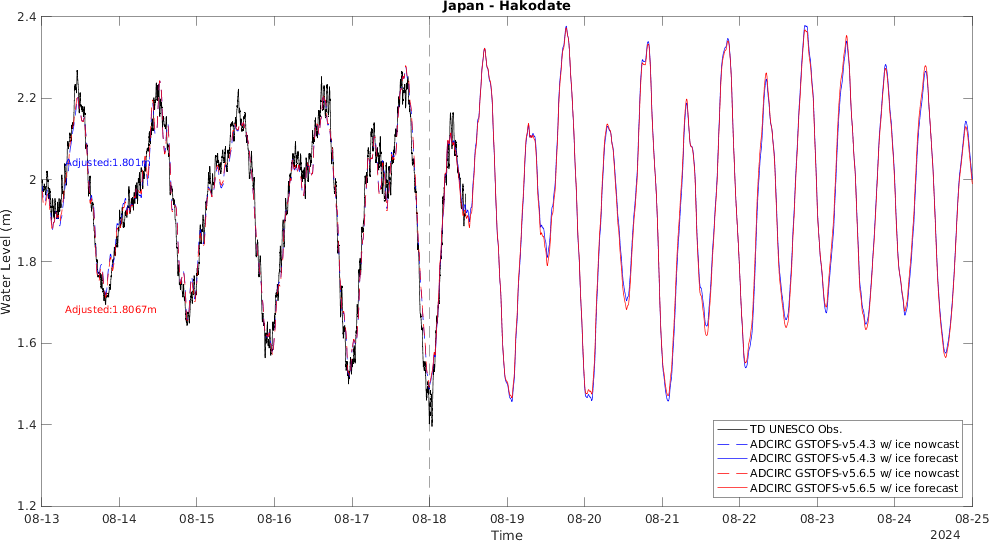 Japan - Hakodate
2.4
2.2
2
1.8
1.6
1.4
1.2
Water Level (m)
Adjusted:1.801m
Adjusted:1.8067m
TD UNESCO Obs.
ADCIRC GSTOFS-v5.4.3 w/ ice nowcast
ADCIRC GSTOFS-v5.4.3 w/ ice forecast
ADCIRC GSTOFS-v5.6.5 w/ ice nowcast
ADCIRC GSTOFS-v5.6.5 w/ ice forecast
08-13 08-14 08-15 08-16 08-17 08-18 08-19 08-20 08-21 08-22 08-23 08-24 08-25
Time
2024